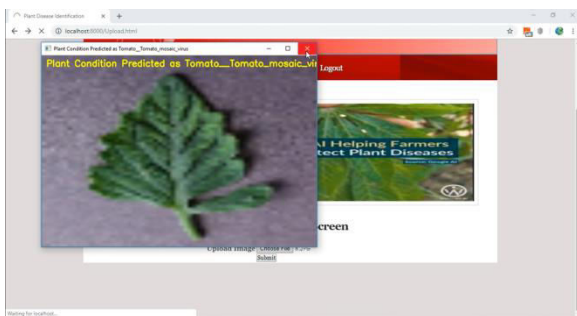 Plant Disease Identification
localhost:8000/Upload.html
Plant Condition Predicted as Tomato__Tomato_mosaic_virus
Plant Condition Predicted as Tomato__Tomato_mosaic_vi
Logout
AI Helping Farmers
tect Plant Diseases
creen
Upload Image Choose File
Submit
Waiting for localhost...